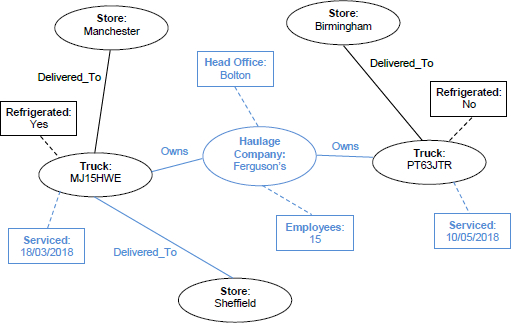 Store:
Manchester
Store:
Birmingham
Delivered_To
Head Office:
Bolton
Delivered_To
Refrigerated:
Yes
Refrigerated:
No
Owns
Haulage
Company:
Ferguson's
Owns
Truck:
MJ15HWE
Truck:
PT63JTR
Serviced:
18/03/2018
Delivered_To
Employees:
15
Serviced:
10/05/2018
Store:
Sheffield